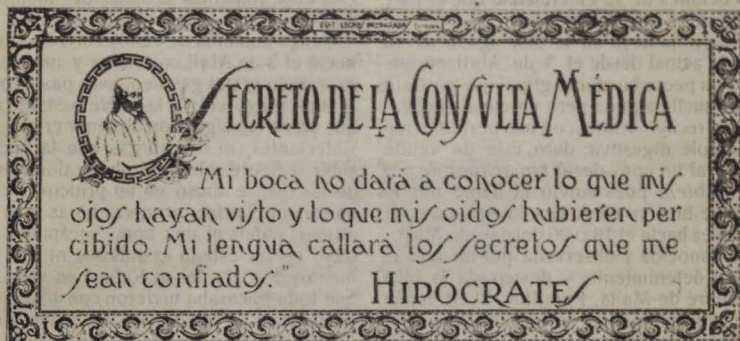 SECRETO DE LA CONSVLTA MÉDICA
"Mi boca no dará a conocer lo que mis
ojos hayan visto y lo que mis oidos hubieren per
cibido. Mi lengua callará los secretos que me
sean confiados."
HIPÓCRATES